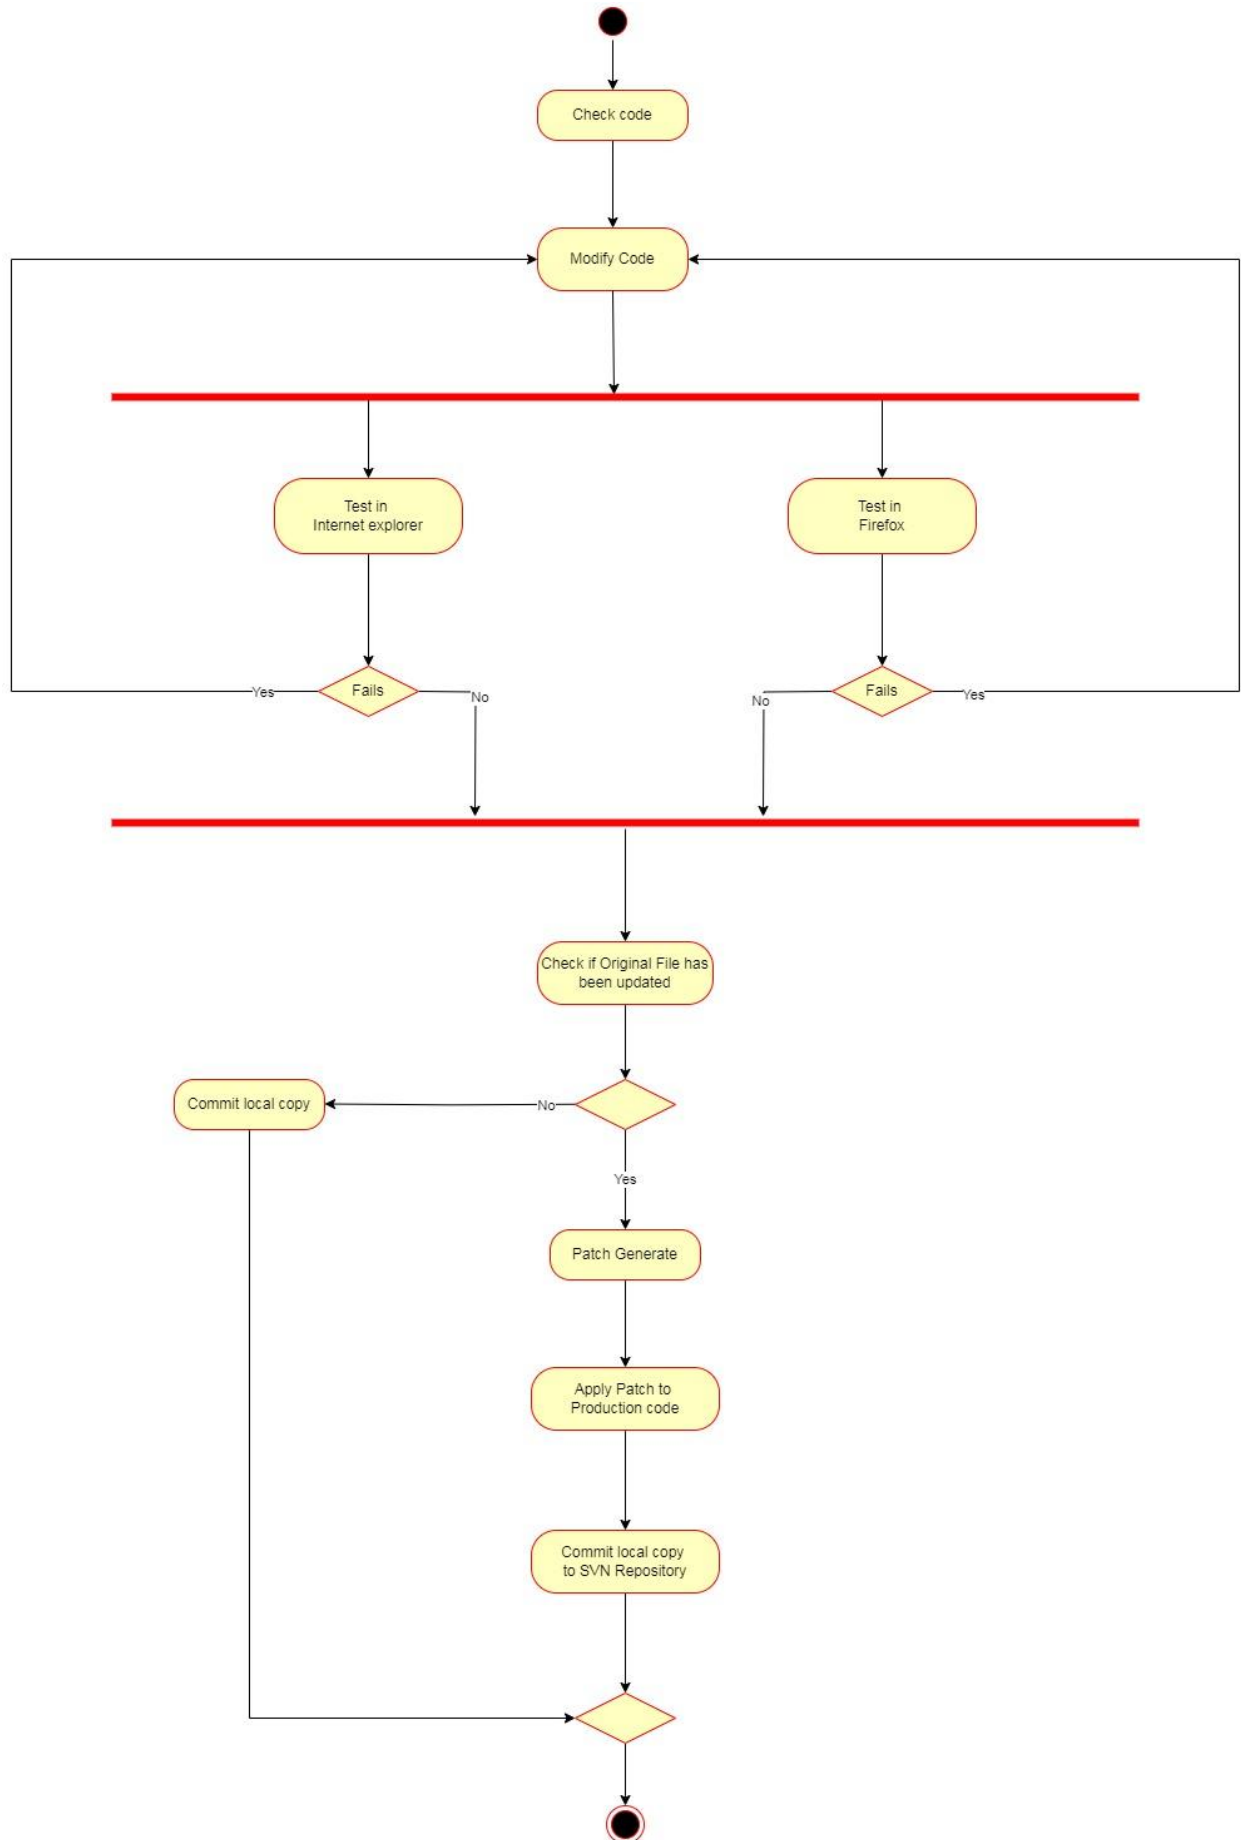 Check code
Modify Code
Test in
Internet explorer
Test in
Firefox
Yes
Fails
No
No
Fails
Yes
Check if Original File has
been updated
Commit local copy
No
Yes
Patch Generate
Apply Patch to
Production code
Commit local copy
to SVN Repository